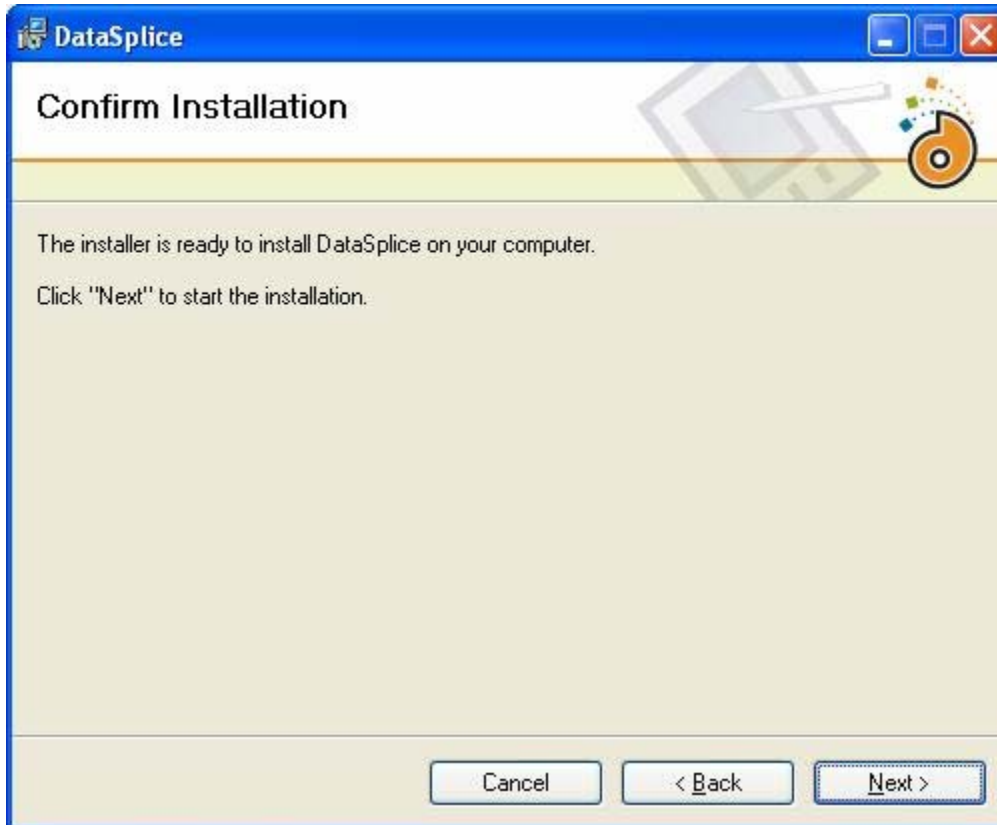 DataSplice
Confirm Installation
The installer is ready to install DataSplice on your computer.
Click "Next" to start the installation.
Cancel
< Back
Next >